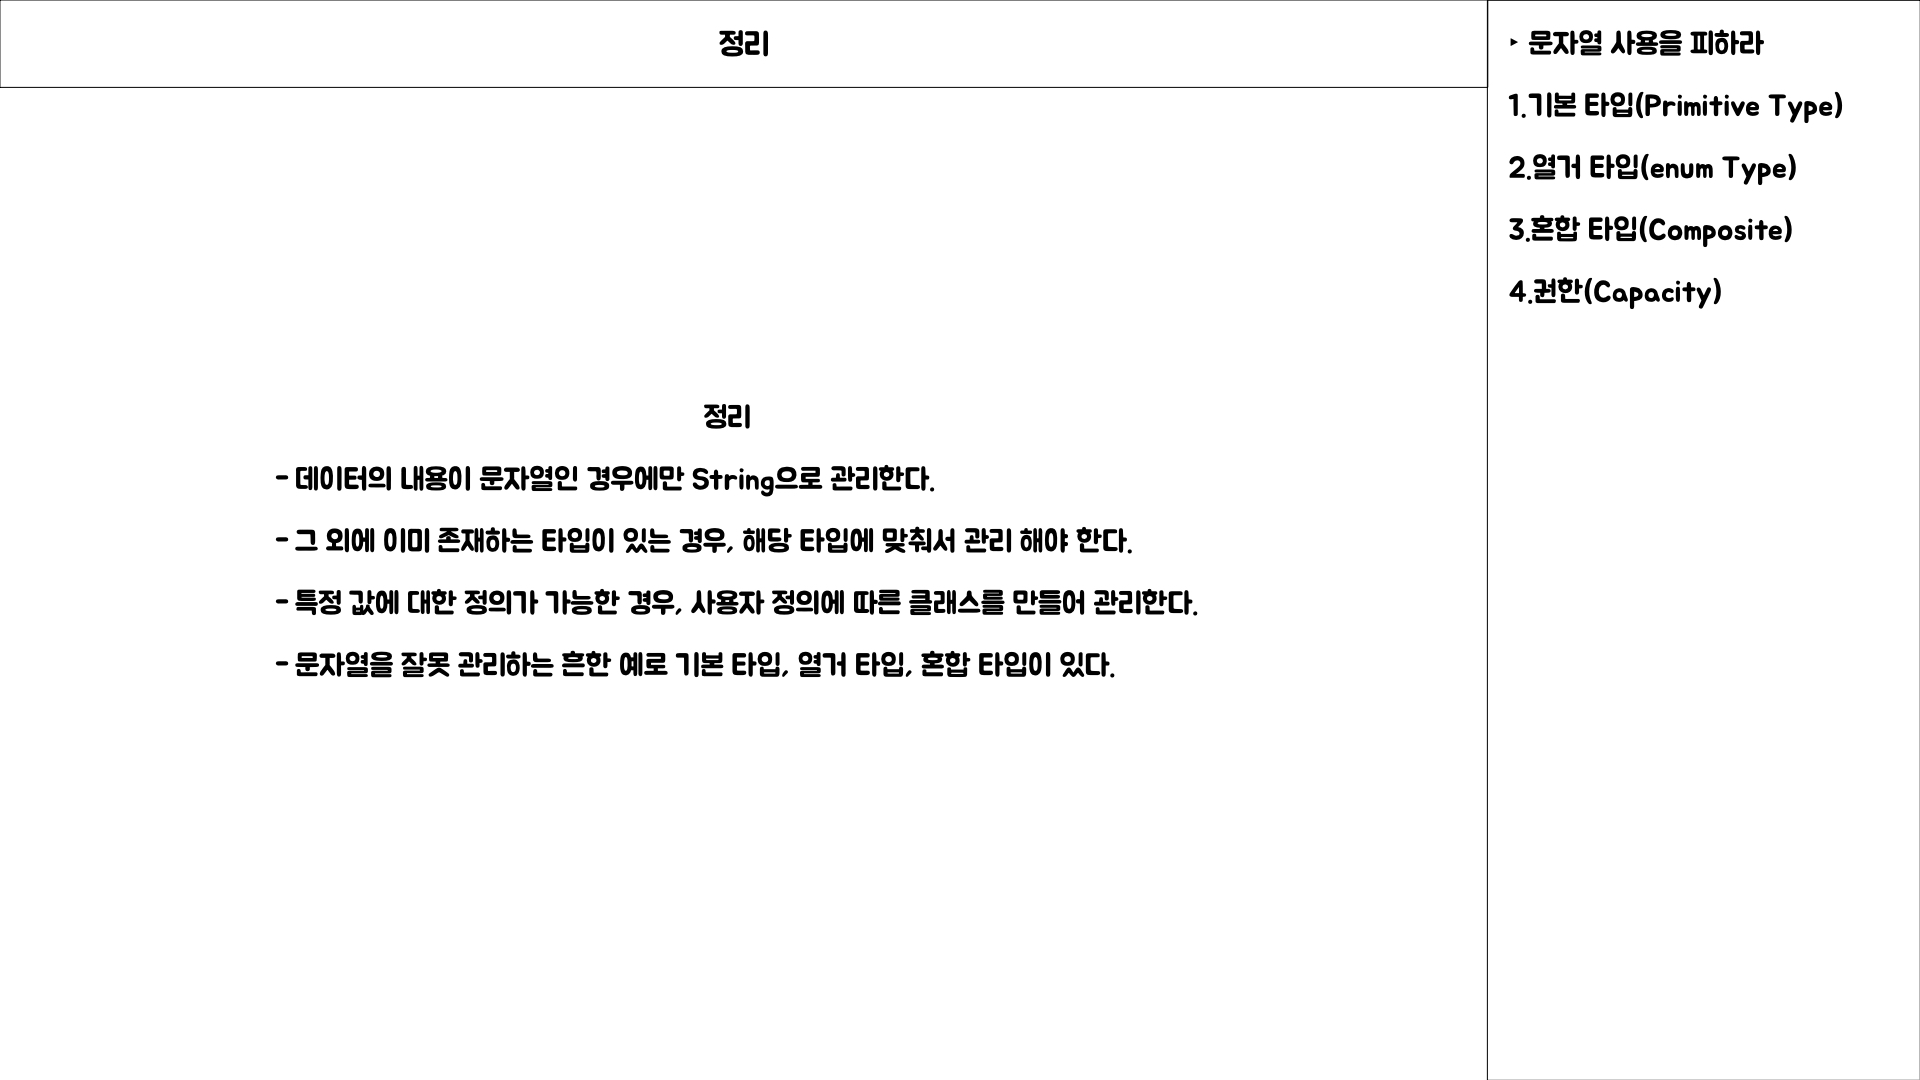 정리
정리
- 데이터의 내용이 문자열인 경우에만 String으로 관리한다.
- 그 외에 이미 존재하는 타입이 있는 경우, 해당 타입에 맞춰서 관리 해야 한다.
- 특정 값에 대한 정의가 가능한 경우, 사용자 정의에 따른 클래스를 만들어 관리한다.
- 문자열을 잘못 관리하는 흔한 예로 기본 타입, 열거 타입, 혼합 타입이 있다.
‣ 문자열 사용을 피하라
1.기본 타입(Primitive Type)
2.열거 타입(enum Type)
3.혼합 타입(Composite)
4.권한(Capacity)